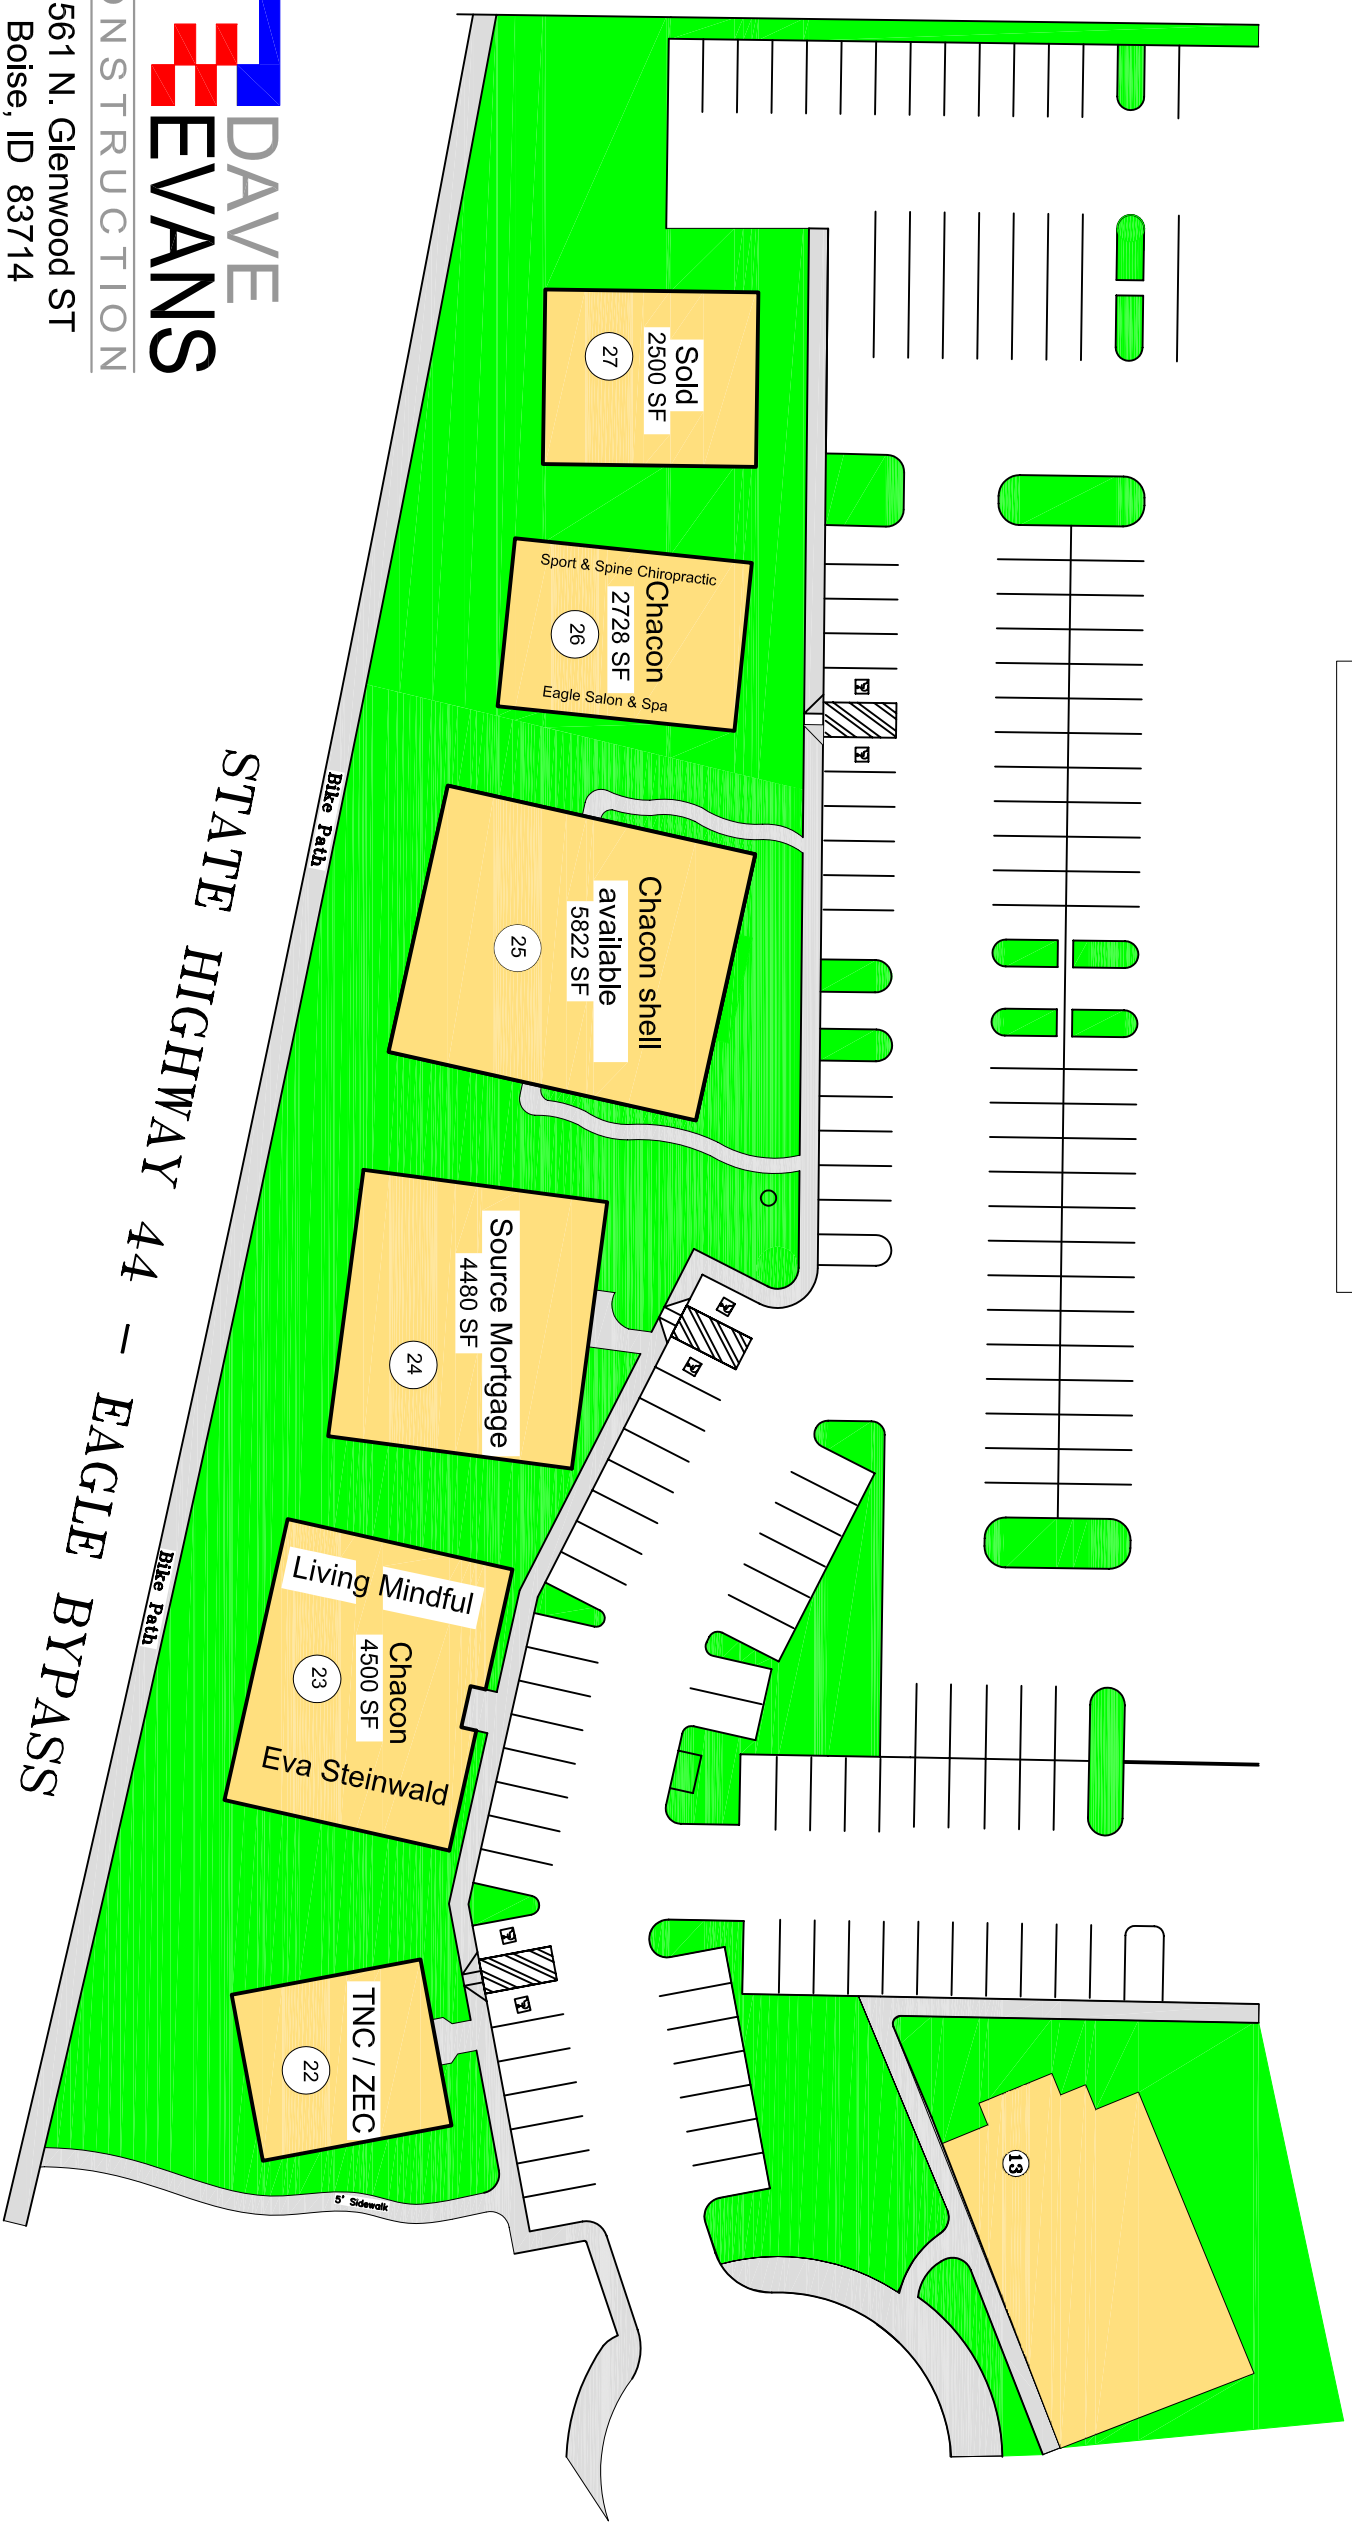 DAVE
EVANS
ONSTRUCTION
561 N. Glenwood ST
Boise, ID 83714
Sold
2500 SF
27
Sport & Spine Chiropractic
Chacon
2728 SF
26
Eagle Salon & Spa
Chacon shell
available
5822 SF
25
Source Mortgage
4480 SF
24
Living Mindful
Chacon
4500 SF
23
Eva Steinwald
TNC / ZEC
22
13
Bike Path
Bike Path
5' Sidewalk
STATE HIGHWAY 44 - EAGLE BYPASS